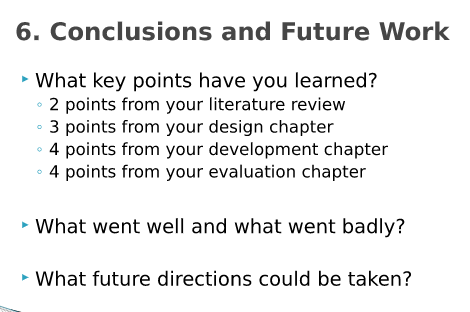 6. Conclusions and Future Work
What key points have you learned?
2 points from your literature review
3 points from your design chapter
4 points from your development chapter
4 points from your evaluation chapter
What went well and what went badly?
What future directions could be taken?